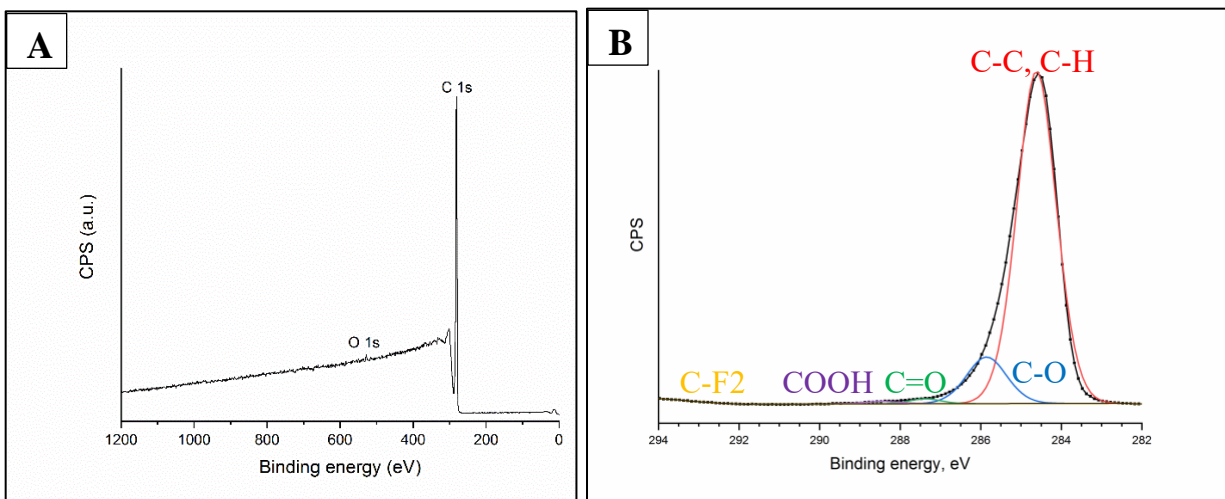 A
C 1s
O 1s
CPS (a.u.)
1200 1000 800 600 400 200 0
Binding energy (eV)
B
C-C, C-H
CPS
C-F2 COOH C=O C-O
294 292 290 288 286 284 282
Binding energy, eV